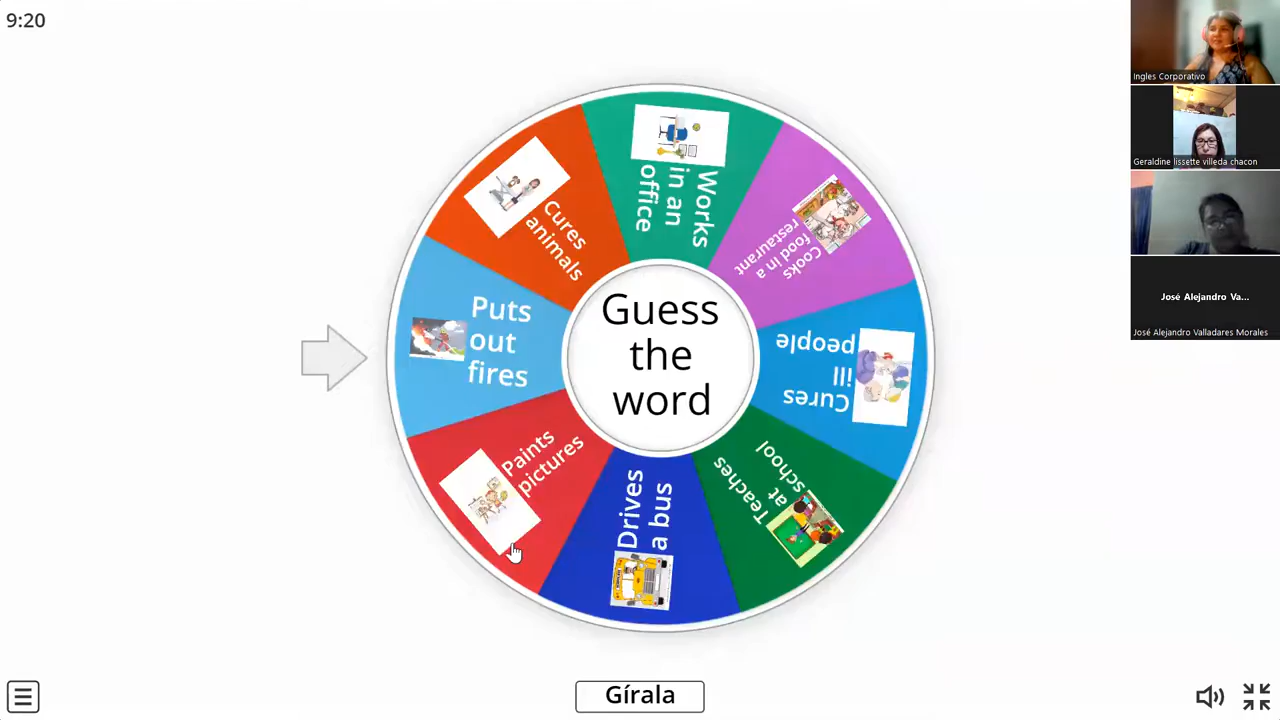 9:20
Guess
the
word
Works
in an
office
Cooks
food in a
restaurant
Cures
ill
people
Teaches
at
school
Drives
a bus
Paints
pictures
Puts
out
fires
Cures
animals
Gírala
Ingles Corporativo
Geraldine lissette villeda chacon
José Alejandro Va...
José Alejandro Valladares Morales